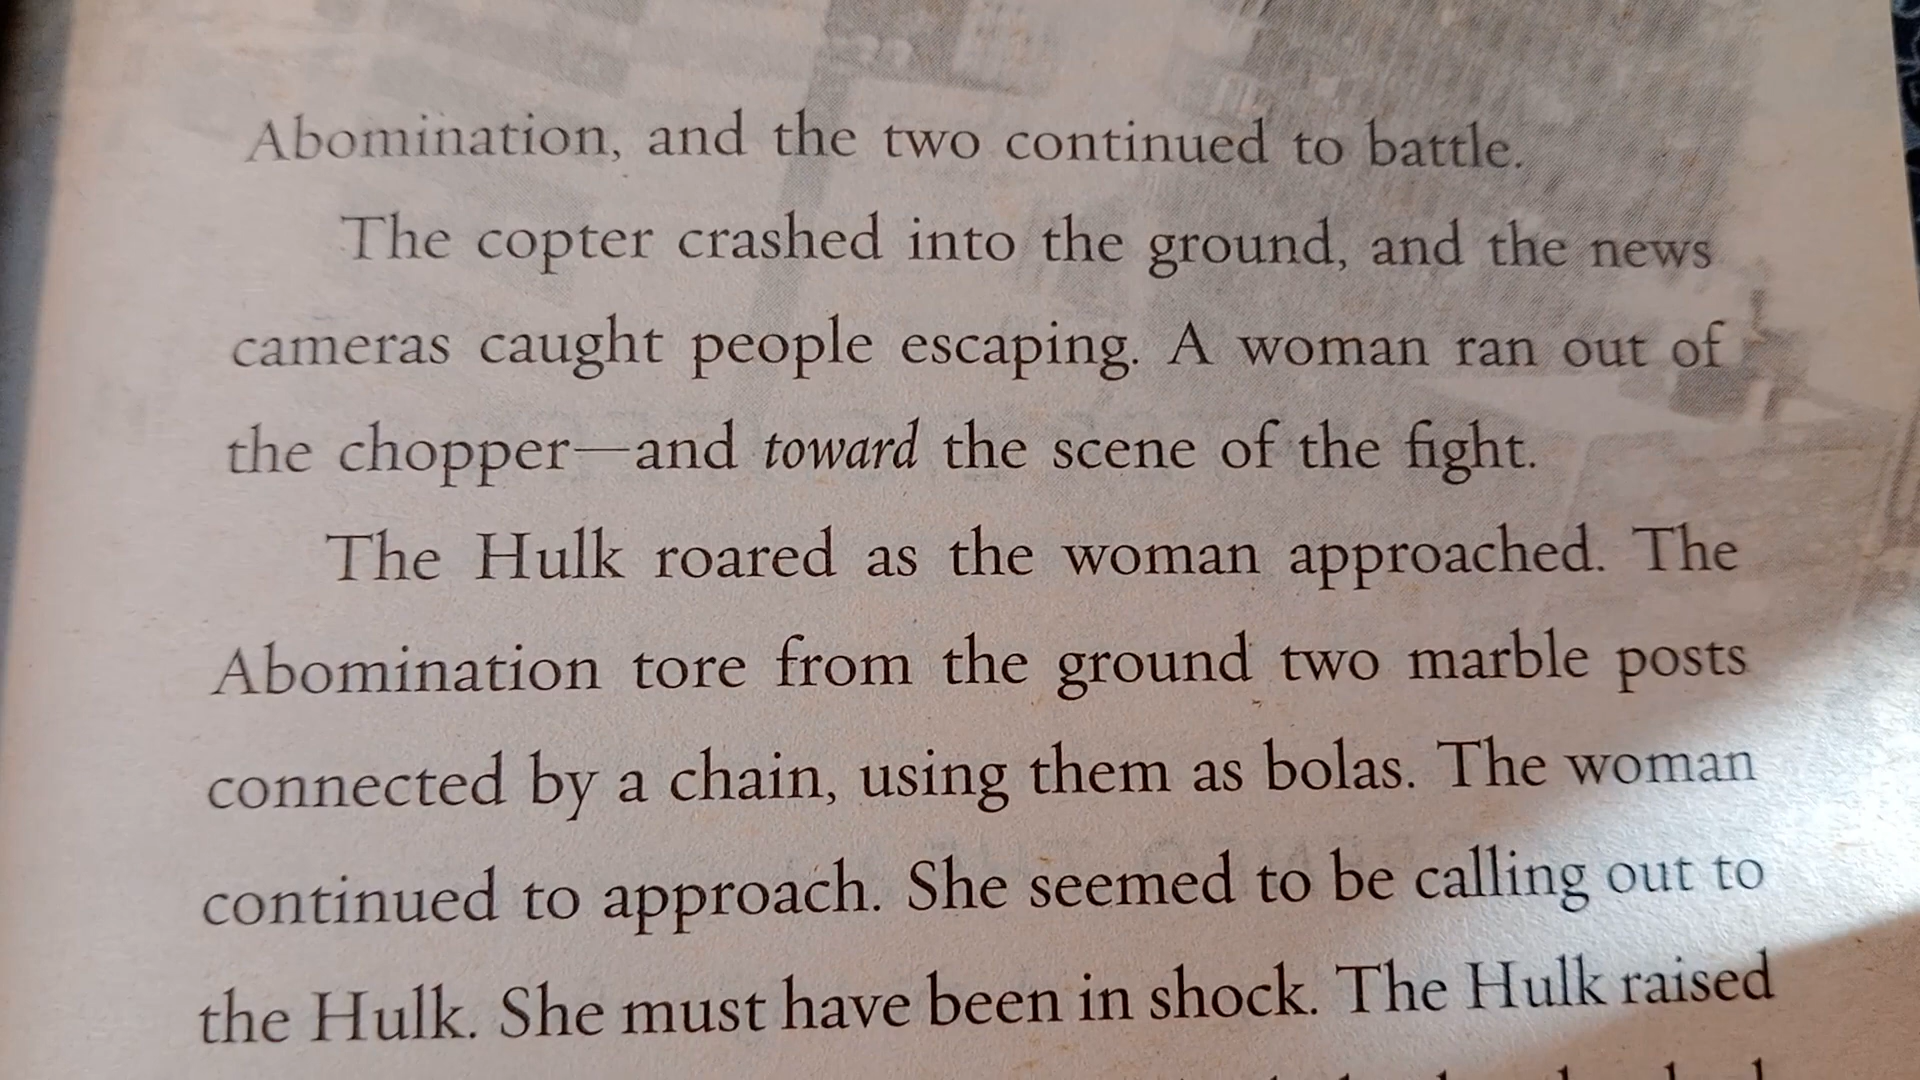 Abomination, and the two continued to battle.
The copter crashed into the ground, and the news
cameras caught people escaping. A woman ran out of
the chopper—and toward the scene of the fight.
The Hulk roared as the woman approached. The
Abomination tore from the ground two marble posts
connected by a chain, using them as bolas. The woman
continued to approach. She seemed to be calling out to
the Hulk. She must have been in shock. The Hulk raised